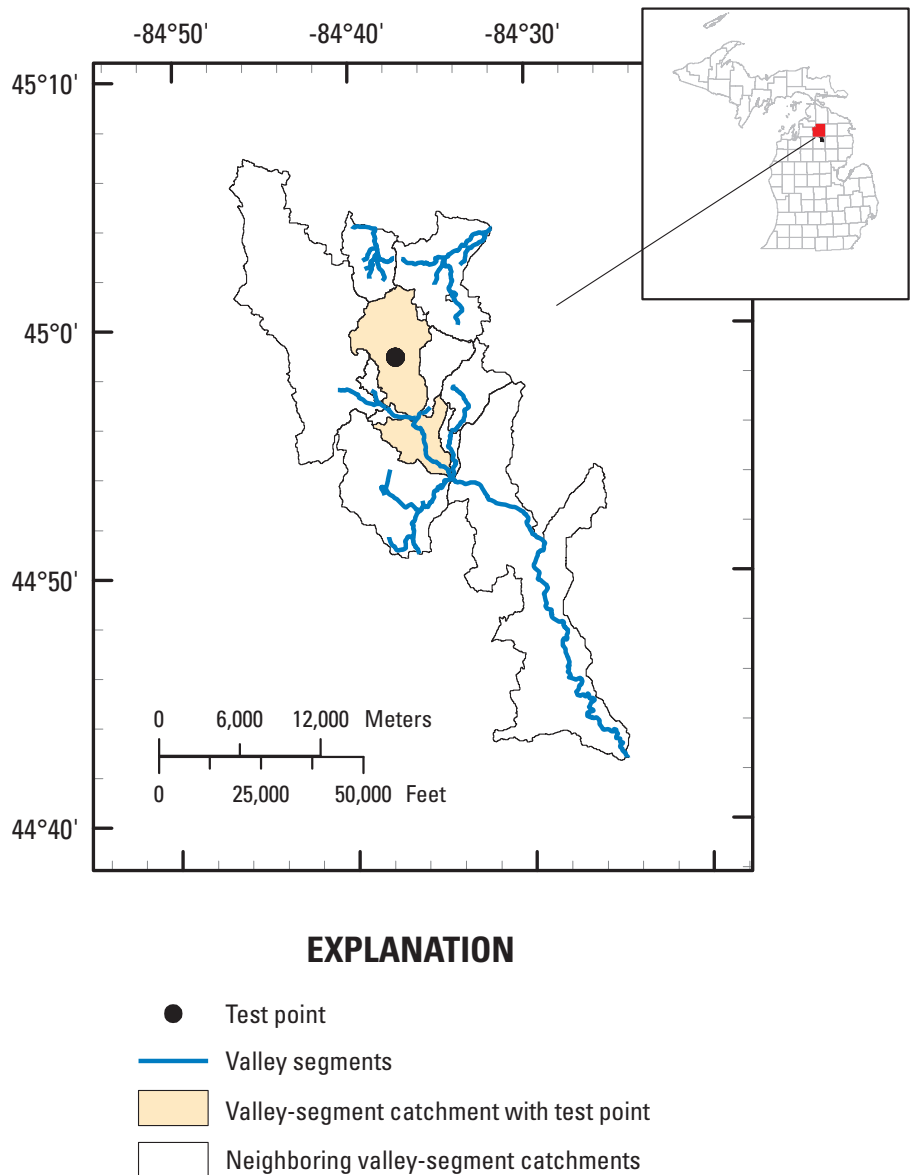 -84°50' -84°40' -84°30'
45°10'
45°0'
44°50'
0 6,000 12,000 Meters
0 25,000 50,000 Feet
44°40'
EXPLANATION
Test point
Valley segments
Valley-segment catchment with test point
Neighboring valley-segment catchments